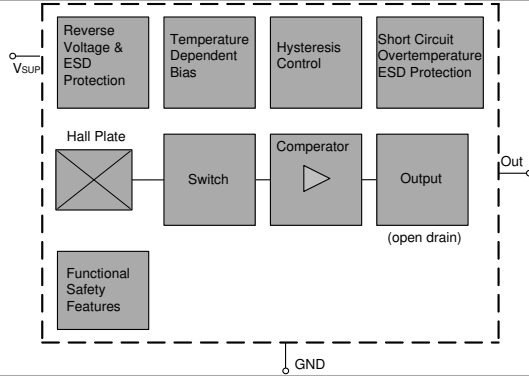 Reverse
Voltage &
ESD
Protection
Temperature
Dependent
Bias
Hysteresis
Control
Short Circuit
Overtemperature
ESD Protection
VSUP
Hall Plate
Switch
Comperator
Output
Out
(open drain)
Functional
Safety
Features
GND